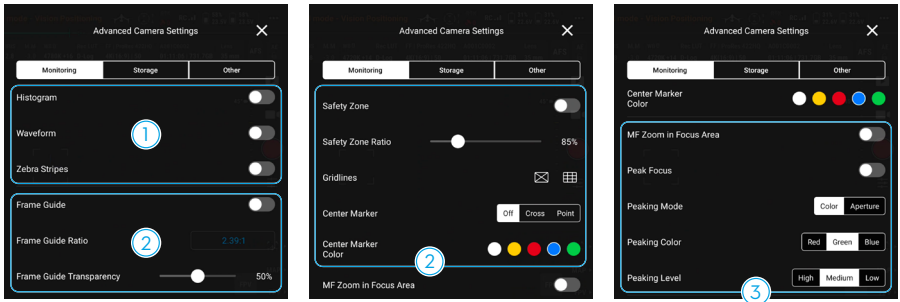 Advanced Camera Settings
Monitoring Storage Other
Histogram
Waveform
1
Zebra Stripes
Frame Guide
Frame Guide Ratio 2.39:1
2
Frame Guide Transparency 50%
Advanced Camera Settings
Monitoring Storage Other
Safety Zone
Safety Zone Ratio 85%
Gridlines
Center Marker Off Cross Point
Center Marker
Color
2
MF Zoom in Focus Area
Advanced Camera Settings
Monitoring Storage Other
Center Marker
Color
MF Zoom in Focus Area
Peak Focus
Peaking Mode Color Aperture
Peaking Color Red Green Blue
Peaking Level High Medium Low
3